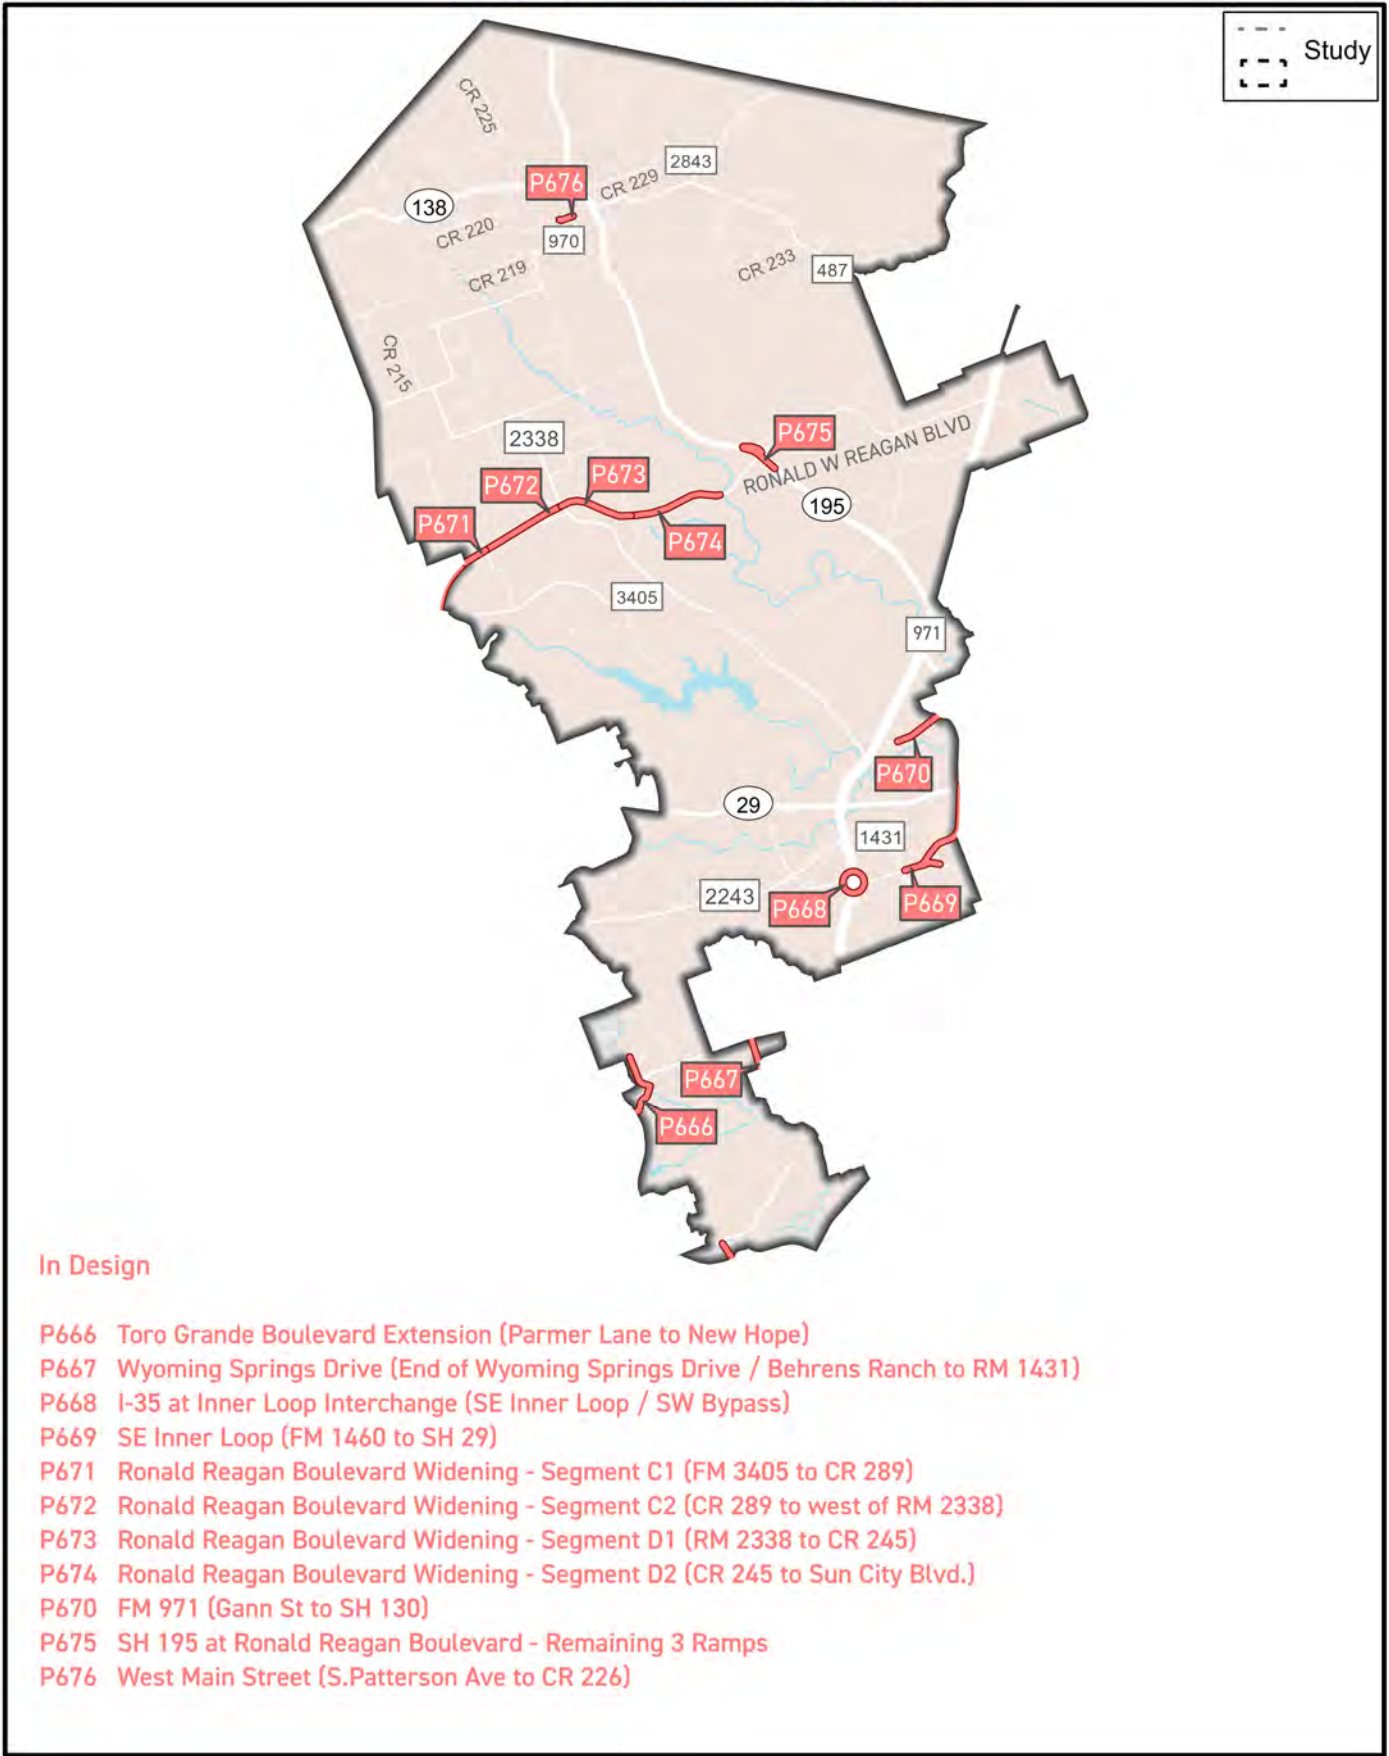 Study
CR 225
2843
P676
CR 229
138
CR 220
970
CR 219
CR 233
487
CR 215
P675
2338
RONALD W REAGAN BLVD
P673
P672
195
P671
P674
3405
971
P670
29
1431
2243
P668
P669
P667
P666
In Design
P666 Toro Grande Boulevard Extension (Parmer Lane to New Hope)
P667 Wyoming Springs Drive (End of Wyoming Springs Drive / Behrens Ranch to RM 1431)
P668 I-35 at Inner Loop Interchange (SE Inner Loop / SW Bypass)
P669 SE Inner Loop (FM 1460 to SH 29)
P671 Ronald Reagan Boulevard Widening - Segment C1 (FM 3405 to CR 289)
P672 Ronald Reagan Boulevard Widening - Segment C2 (CR 289 to west of RM 2338)
P673 Ronald Reagan Boulevard Widening - Segment D1 (RM 2338 to CR 245)
P674 Ronald Reagan Boulevard Widening - Segment D2 (CR 245 to Sun City Blvd.)
P670 FM 971 (Gann St to SH 130)
P675 SH 195 at Ronald Reagan Boulevard - Remaining 3 Ramps
P676 West Main Street (S.Patterson Ave to CR 226)